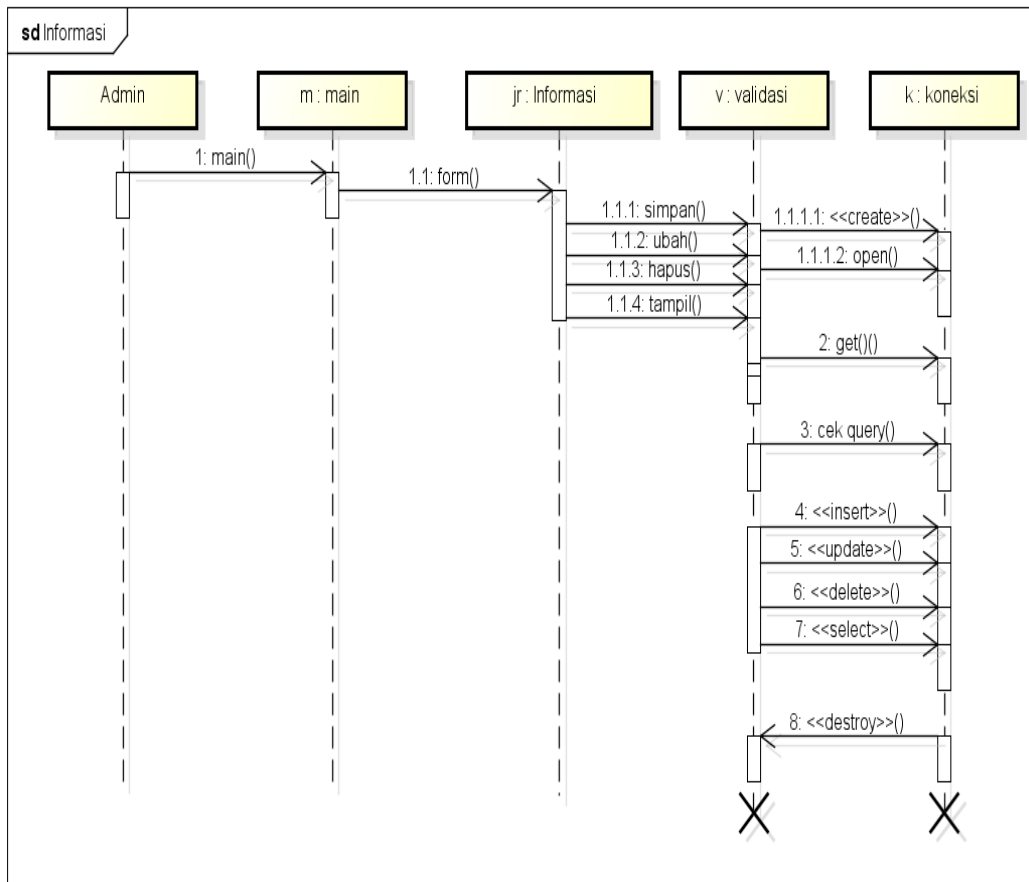 sd Informasi
Admin
m : main
jr : Informasi
v : validasi
k : koneksi
1: main()
1.1: form()
1.1.1: simpan()
1.1.1.1: <<create>>()
1.1.2: ubah()
1.1.1.2: open()
1.1.3: hapus()
1.1.4: tampil()
2: get()()
3: cek query()
4: <<insert>>()
5: <<update>>()
6: <<delete>>()
7: <<select>>()
8: <<destroy>>()